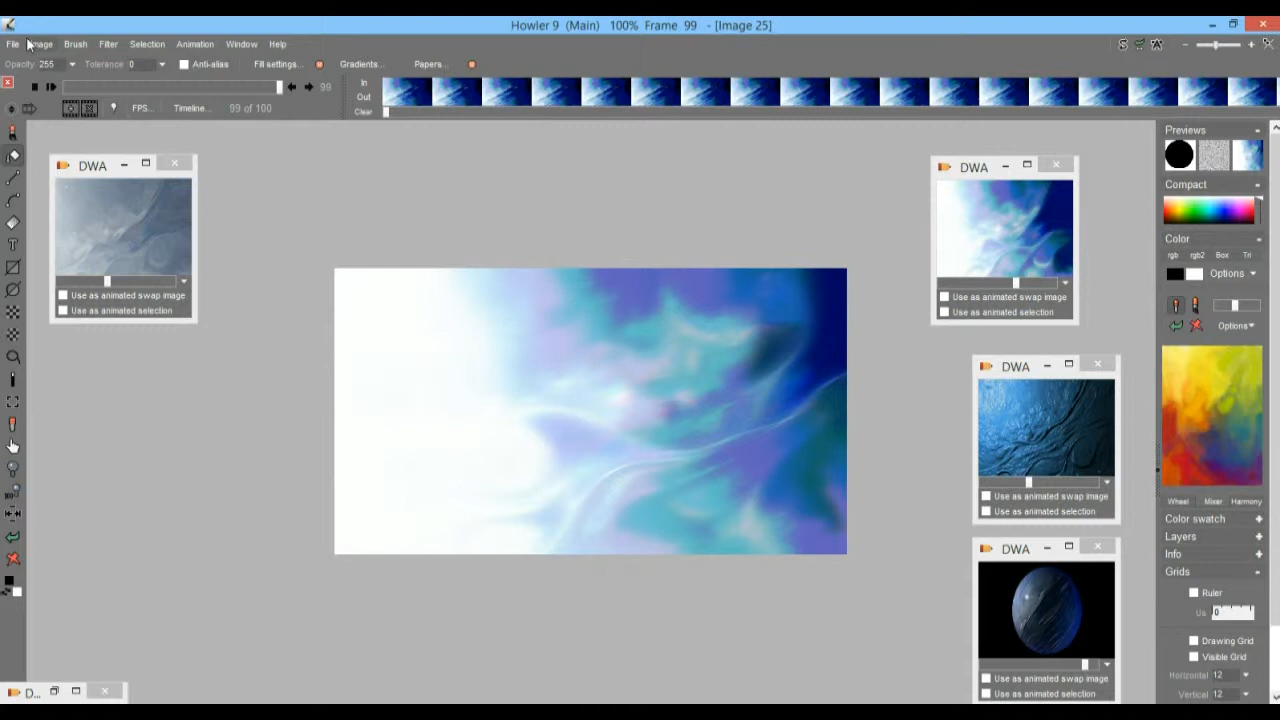 Howler 9 (Main) 100% Frame 99 - [Image 25]
File Image Brush Filter Selection Animation Window Help
Opacity 255 Tolerance 0 Anti-alias Fill settings... Gradients... Papers...
99
In
Out
Clear
FPS... Timeline... 99 of 100
DWA
Use as animated swap image
Use as animated selection
DWA
Use as animated swap image
Use as animated selection
DWA
Use as animated swap image
Use as animated selection
DWA
Use as animated swap image
Use as animated selection
D...
Previews
Compact
Color
rgb rgb2 Box Tri
Options
Options
Wheel Mixer Harmony
Color swatch
Layers
Info
Grids
Ruler
Us 0
Drawing Grid
Visible Grid
Horizontal 12
Vertical 12